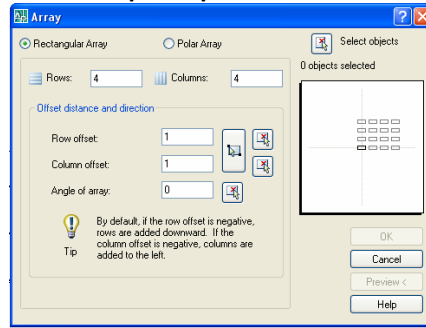 Array
Rectangular Array
Polar Array
Select objects
0 objects selected
Rows: 4
Columns: 4
Offset distance and direction
Row offset: 1
Column offset: 1
Angle of array: 0
Tip
By default, if the row offset is negative,
rows are added downward. If the
column offset is negative, columns are
added to the left.
OK
Cancel
Preview <
Help